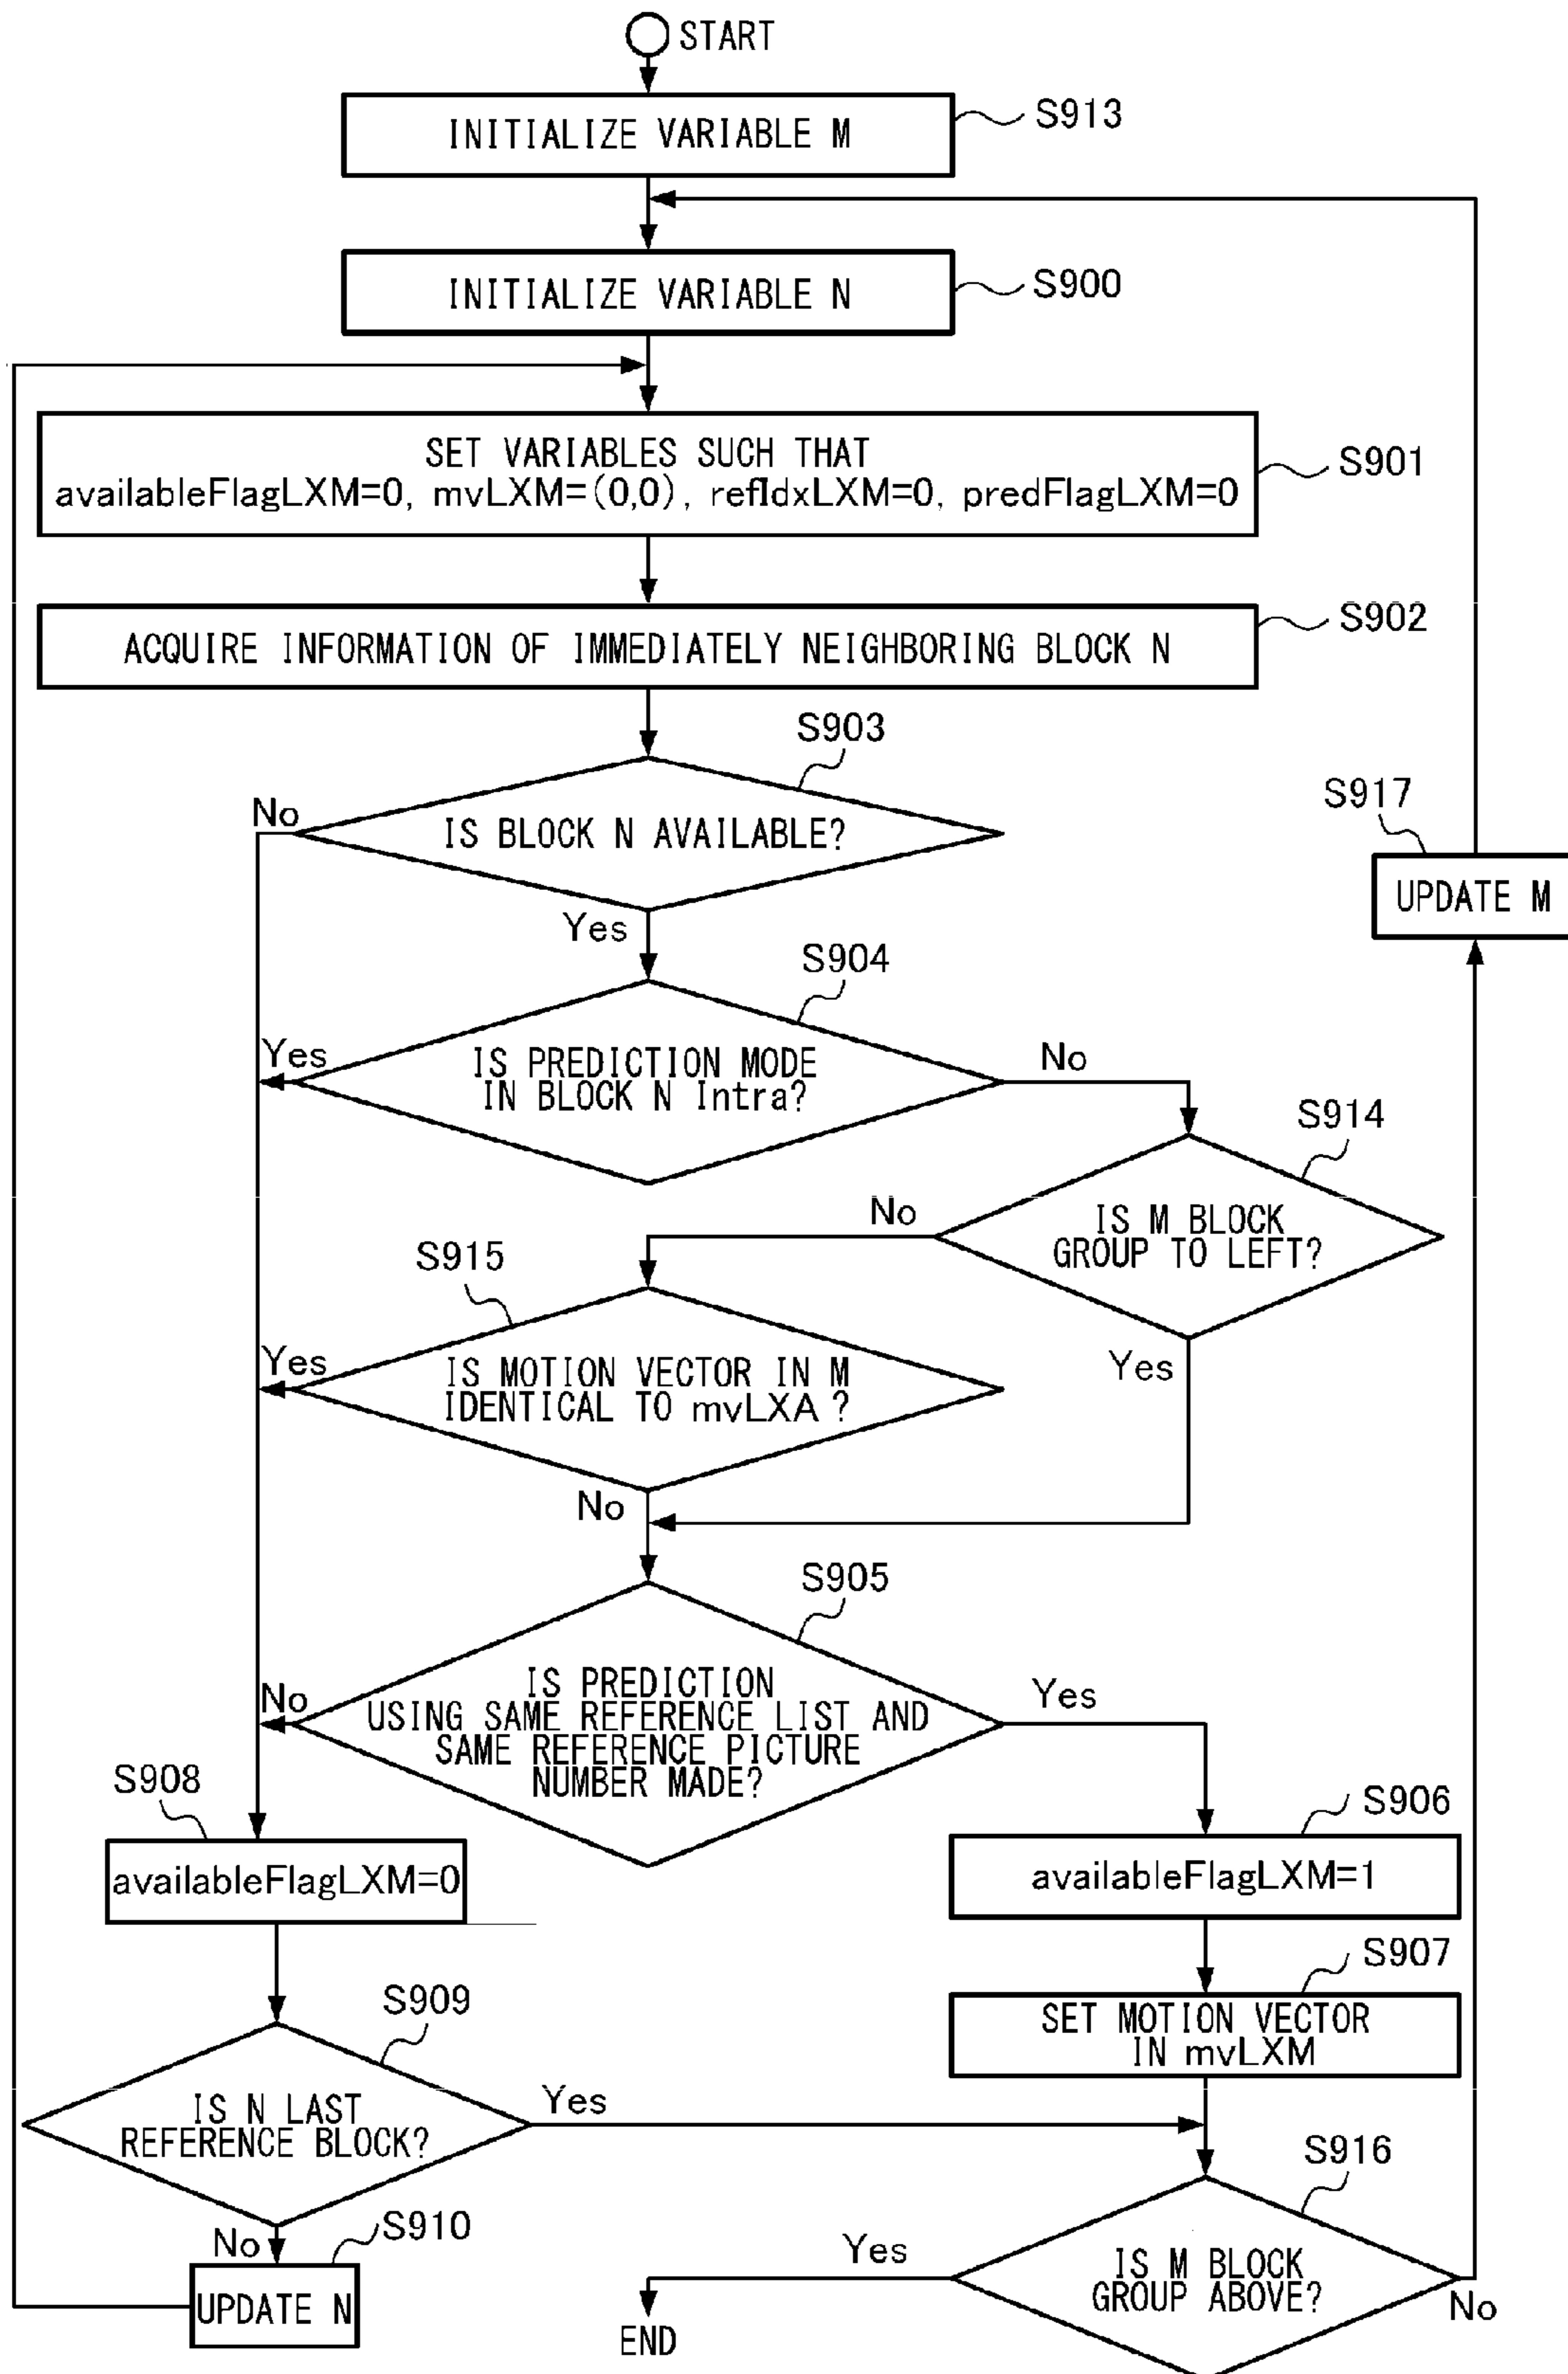 START
INITIALIZE VARIABLE M
S913
INITIALIZE VARIABLE N
S900
SET VARIABLES SUCH THAT
availableFlagLXM=0, mvLXM=(0,0), refIdxLXM=0, predFlagLXM=0
S901
ACQUIRE INFORMATION OF IMMEDIATELY NEIGHBORING BLOCK N
S902
S903
No
IS BLOCK N AVAILABLE?
Yes
S917
UPDATE M
S904
Yes
IS PREDICTION MODE
IN BLOCK N Intra?
No
S914
IS M BLOCK
GROUP TO LEFT?
No
Yes
S915
Yes
IS MOTION VECTOR IN M
IDENTICAL TO mvLXA ?
No
S905
No
IS PREDICTION
USING SAME REFERENCE LIST AND
SAME REFERENCE PICTURE
NUMBER MADE?
Yes
S908
availableFlagLXM=0
S906
availableFlagLXM=1
S907
SET MOTION VECTOR
IN mvLXM
S909
IS N LAST
REFERENCE BLOCK?
Yes
No
S910
UPDATE N
S916
IS M BLOCK
GROUP ABOVE?
Yes
No
END